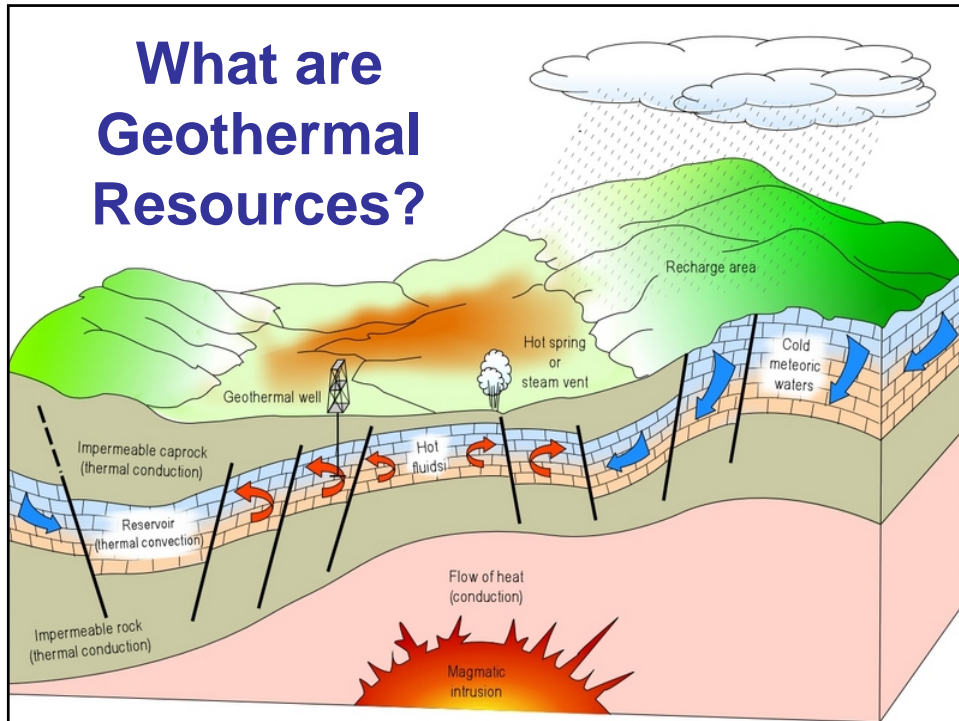 What are
Geothermal
Resources?
Recharge area
Hot spring
or
steam vent
Cold
meteoric
waters
Geothermal well
Impermeable caprock
(thermal conduction)
Hot
fluidsi
Reservoir
(thermal convection)
Flow of heat
(conduction)
Impermeable rock
(thermal conduction)
Magmatic
intrusion